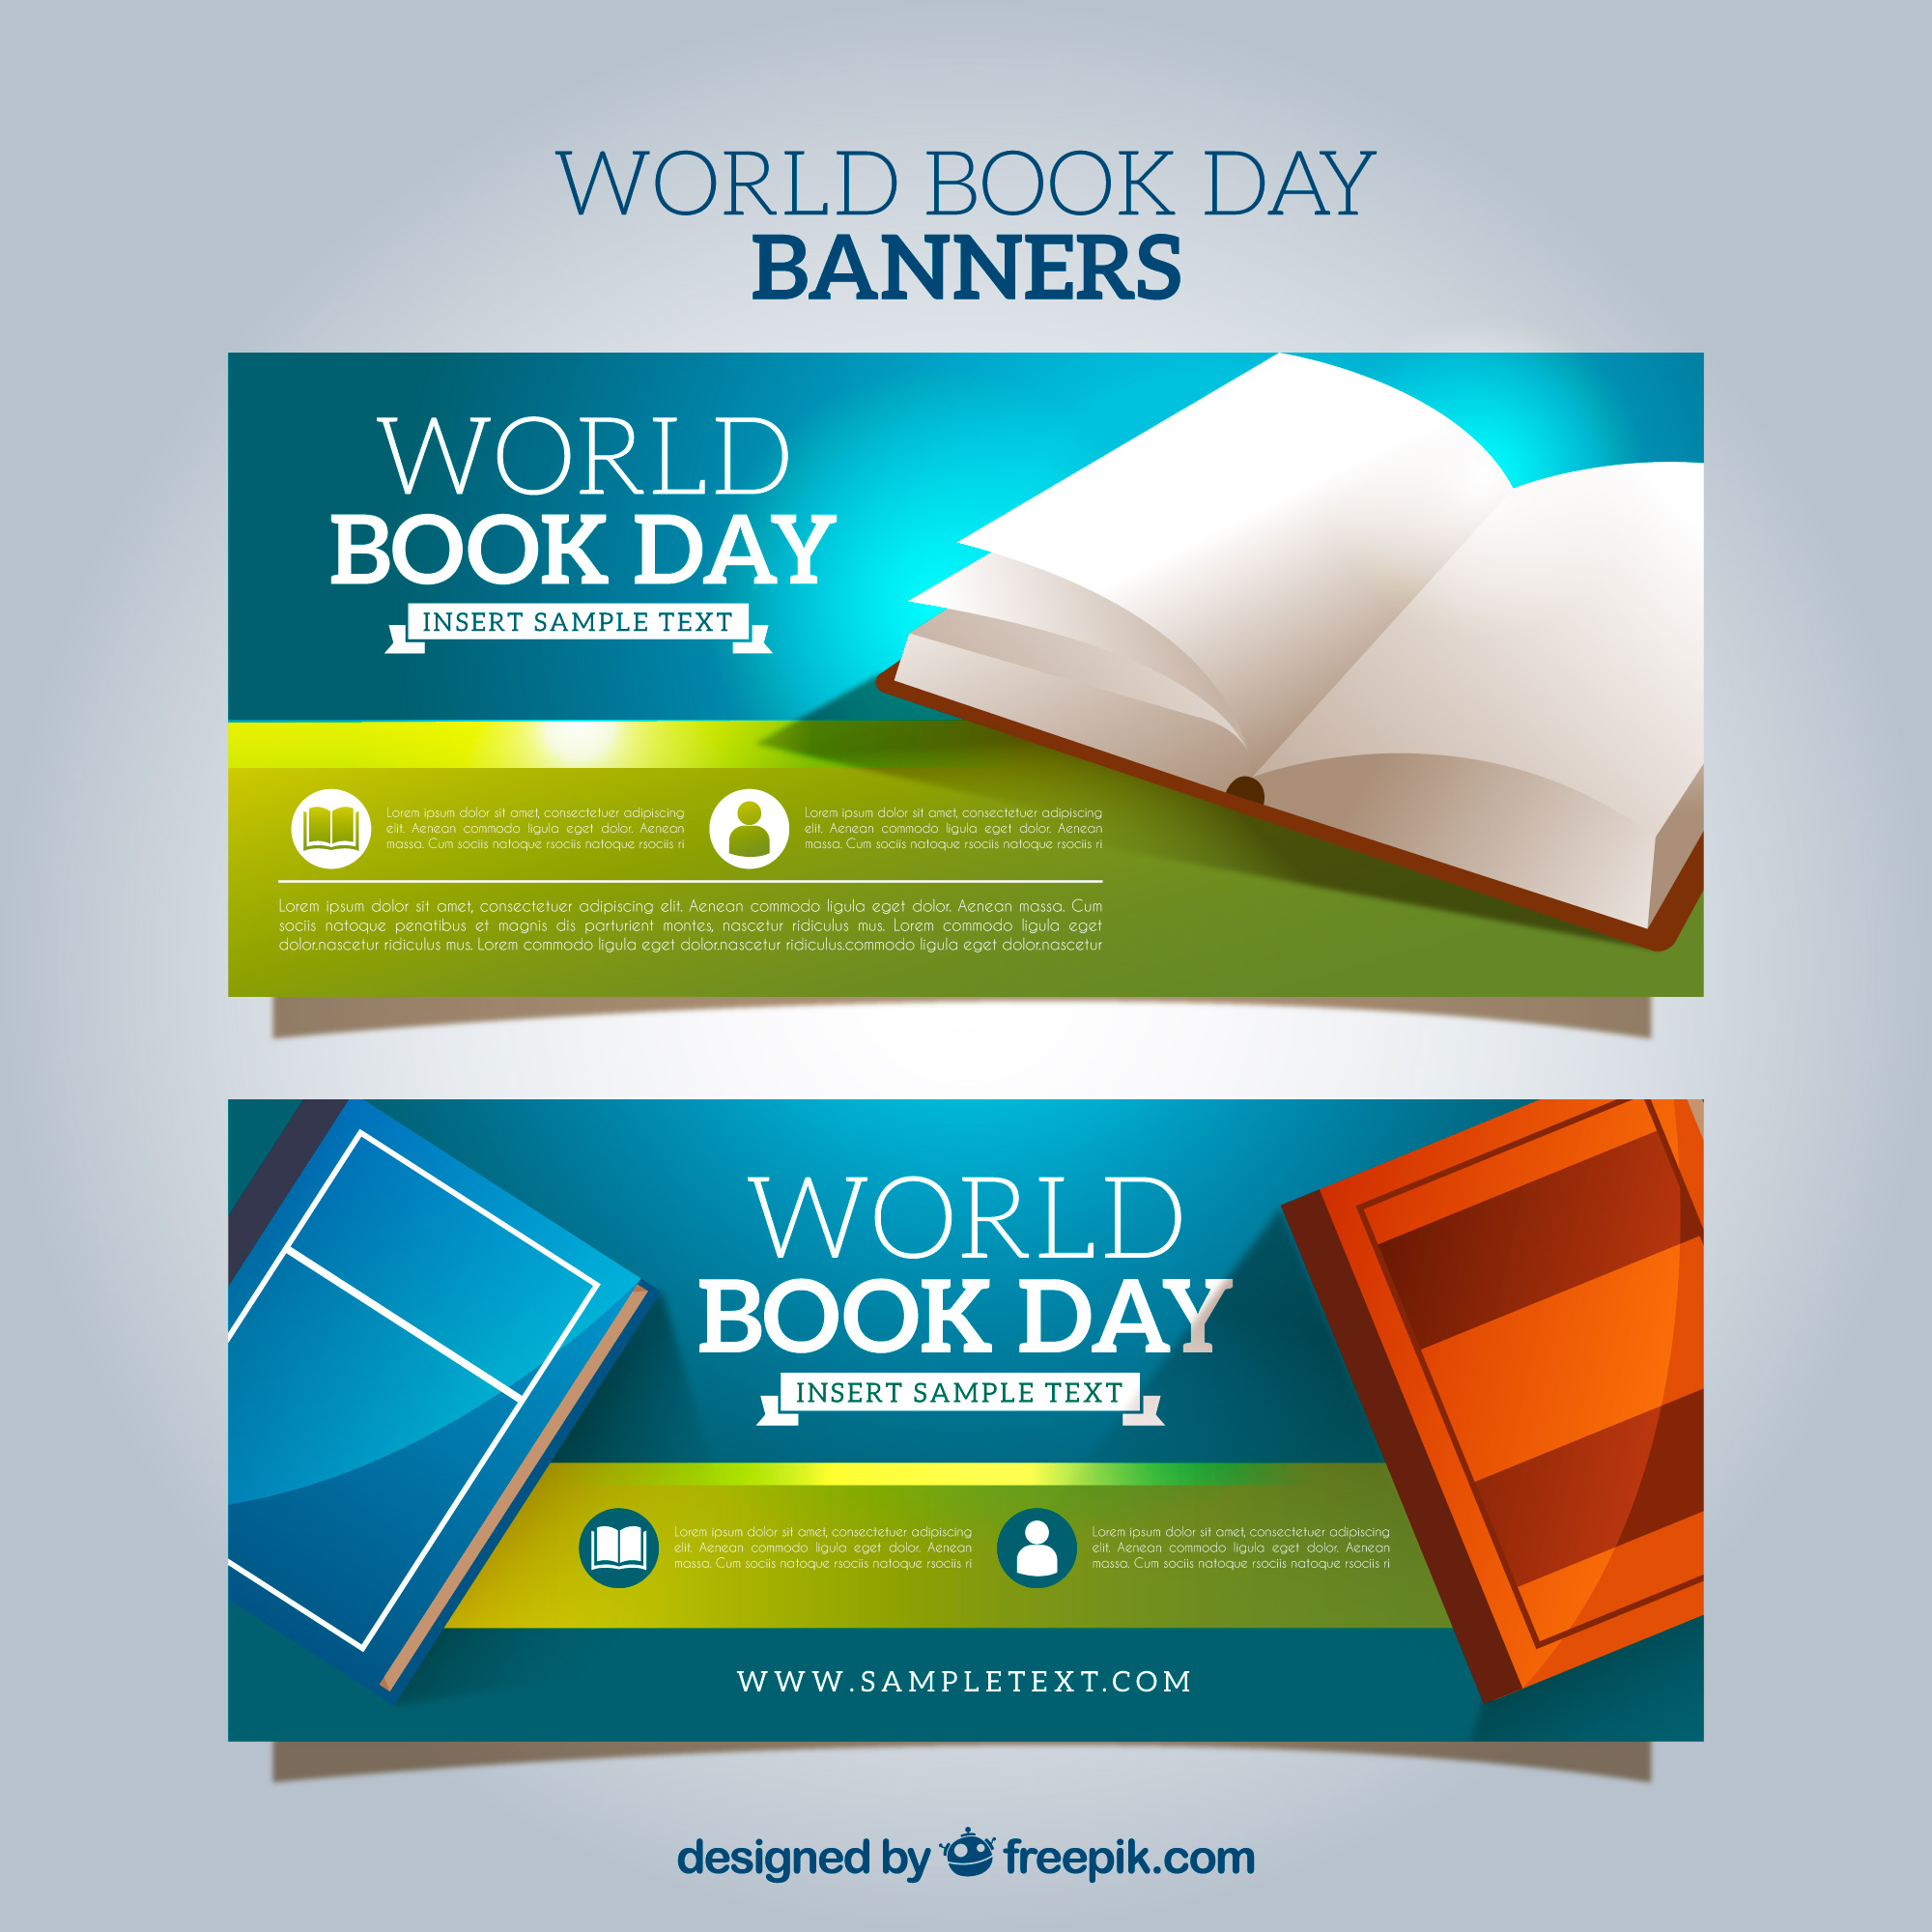 WORLD BOOK DAY
BANNERS
WORLD
BOOK DAY
INSERT SAMPLE TEXT
Lorem ipsum dolor sit amet, consectetuer adipiscing
elit. Aenean commodo ligula eget dolor. Aenean
massa. Cum sociis natoque rsociis natoque rsociis ri
Lorem ipsum dolor sit amet, consectetuer adipiscing
elit. Aenean commodo ligula eget dolor. Aenean
massa. Cum sociis natoque rsociis natoque rsociis ri
Lorem ipsum dolor sit amet, consectetuer adipiscing elit. Aenean commodo ligula eget dolor. Aenean massa. Cum
sociis natoque penatibus et magnis dis parturient montes, nascetur ridiculus mus. Lorem commodo ligula eget
dolor.nascetur ridiculus mus. Lorem commodo ligula eget dolor.nascetur ridiculus.commodo ligula eget dolor.nascetur
WORLD
BOOK DAY
INSERT SAMPLE TEXT
Lorem ipsum dolor sit amet, consectetuer adipiscing
elit. Aenean commodo ligula eget dolor. Aenean
massa. Cum sociis natoque rsociis natoque rsociis ri
Lorem ipsum dolor sit amet, consectetuer adipiscing
elit. Aenean commodo ligula eget dolor. Aenean
massa. Cum sociis natoque rsociis natoque rsociis ri
WWW.SAMPLETEXT.COM
designed by freepik.com